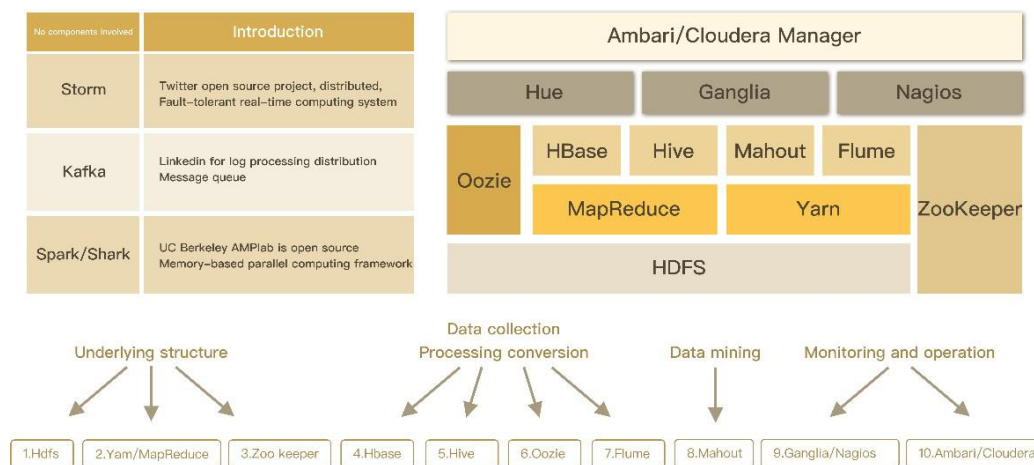 No components involved
Introduction
Storm
Twitter open source project, distributed,
Fault-tolerant real-time computing system
Kafka
Linkedin for log processing distribution
Message queue
Spark/Shark
UC Berkeley AMPlab is open source
Memory-based parallel computing framework
Ambari/Cloudera Manager
Hue
Ganglia
Nagios
Oozie
HBase
Hive
Mahout
Flume
MapReduce
Yarn
ZooKeeper
HDFS
Underlying structure
Data collection
Processing conversion
Data mining
Monitoring and operation
1.Hdfs
2.Yam/MapReduce
3.Zoo keeper
4.Hbase
5.Hive
6.Oozie
7.Flume
8.Mahout
9.Ganglia/Nagios
10.Ambari/Cloudera